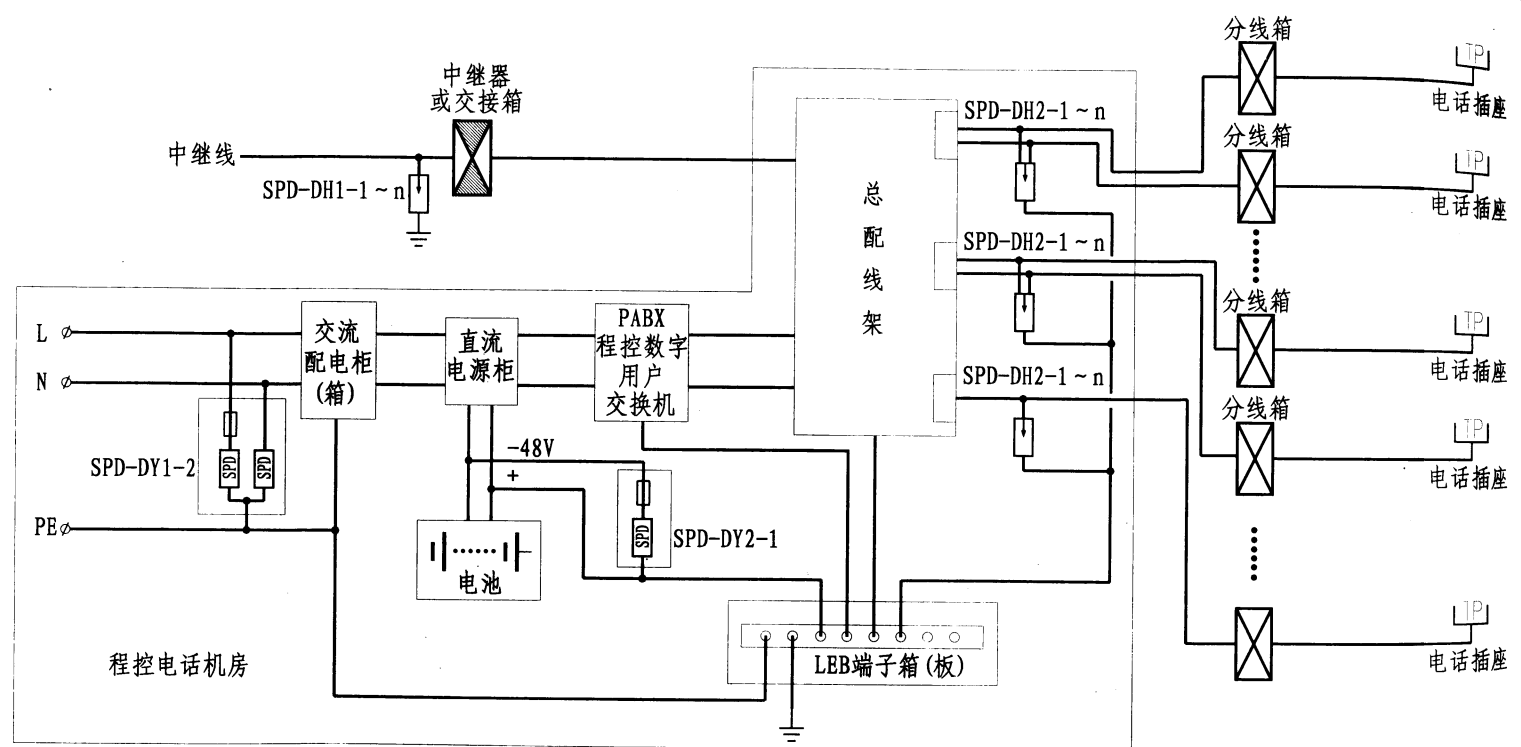 分线箱
TP
电话插座
中继器
或交接箱
中继线
SPD-DH1-1~n
SPD-DH2-1~n
分线箱
TP
电话插座
总
配
线
架
SPD-DH2-1~n
分线箱
TP
电话插座
SPD-DH2-1~n
分线箱
TP
电话插座
TP
电话插座
L
N
PE
交流
配电柜
(箱)
直流
电源柜
PABX
程控数字
用户
交换机
SPD-DY1-2
SPD
SPD
-48V
+
SPD
SPD-DY2-1
电池
LEB端子箱(板)
程控电话机房